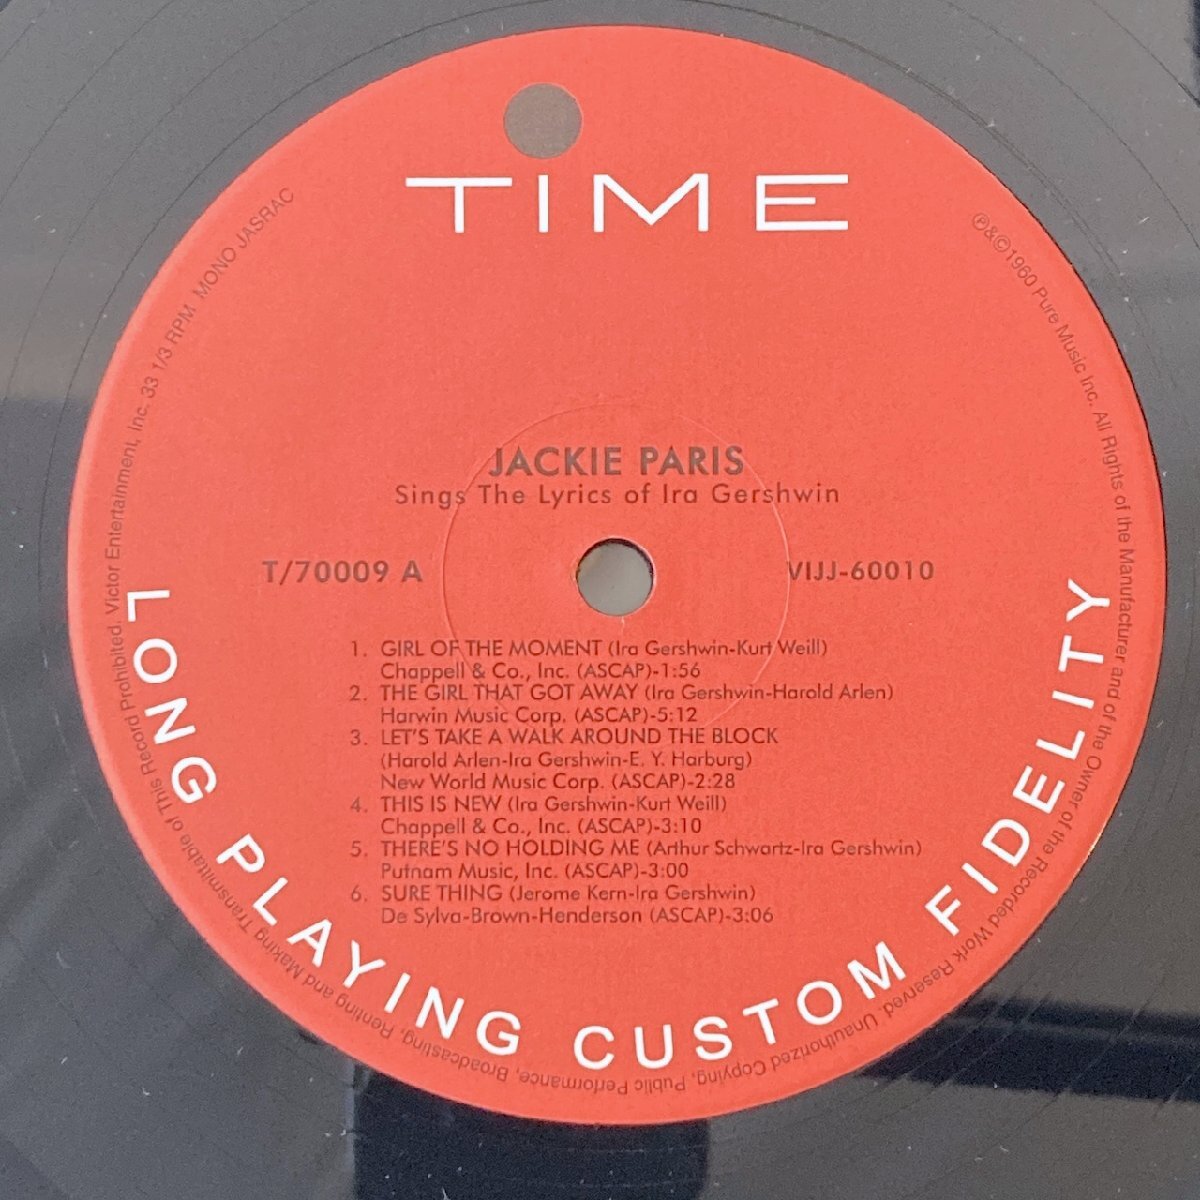 TIME
JACKIE PARIS
Sings The Lyrics of Ira Gershwin
T/70009 A
VIJJ-60010
1. GIRL OF THE MOMENT (Ira Gershwin-Kurt Weill)
Chappell & Co., Inc. (ASCAP)-1:56
2. THE GIRL THAT GOT AWAY (Ira Gershwin-Harold Arlen)
Harwin Music Corp. (ASCAP)-5:12
3. LET'S TAKE A WALK AROUND THE BLOCK
(Harold Arlen-Ira Gershwin-E. Y. Harburg)
New World Music Corp. (ASCAP)-2:28
4. THIS IS NEW (Ira Gershwin-Kurt Weill)
Chappell & Co., Inc. (ASCAP)-3:10
5. THERE'S NO HOLDING ME (Arthur Schwartz-Ira Gershwin)
Putnam Music, Inc. (ASCAP)-3:00
6. SURE THING (Jerome Kern-Ira Gershwin)
De Sylva-Brown-Henderson (ASCAP)-3:06
LONG PLAYING CUSTOM FIDELITY
℗&©1960 Pure Music Inc. All Rights of the Manufacturer and of the Owner of the Recorded Work Reserved. Unauthorized Copying, Public Performance, Broadcasting, Renting and Making Transmittable of This Record Prohibited. Victor Entertainment, Inc. 33 1/3 RPM MONO JASRAC